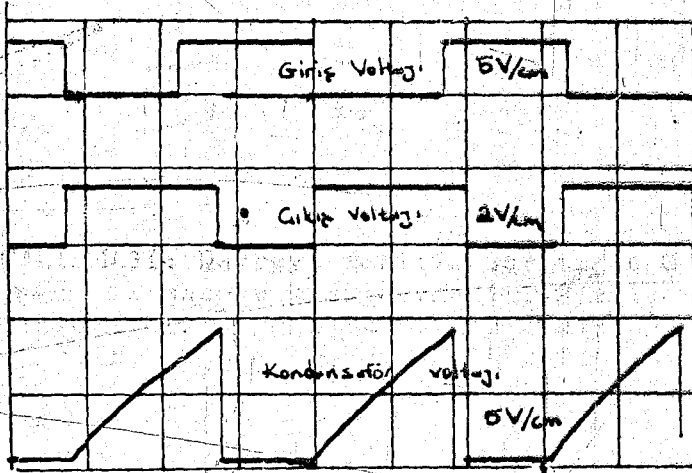 Giriş Voltajı 5V/cm
Çıkış Voltajı 2V/cm
Kondansatör voltajı
5V/cm